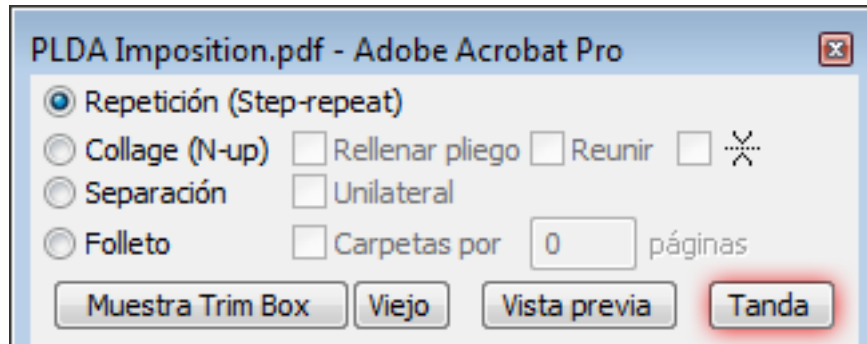 PLDA Imposition.pdf - Adobe Acrobat Pro
Repetición (Step-repeat)
Collage (N-up) Rellenar pliego Reunir
Separación Unilateral
Folleto Carpetas por 0 páginas
Muestra Trim Box Viejo Vista previa Tanda